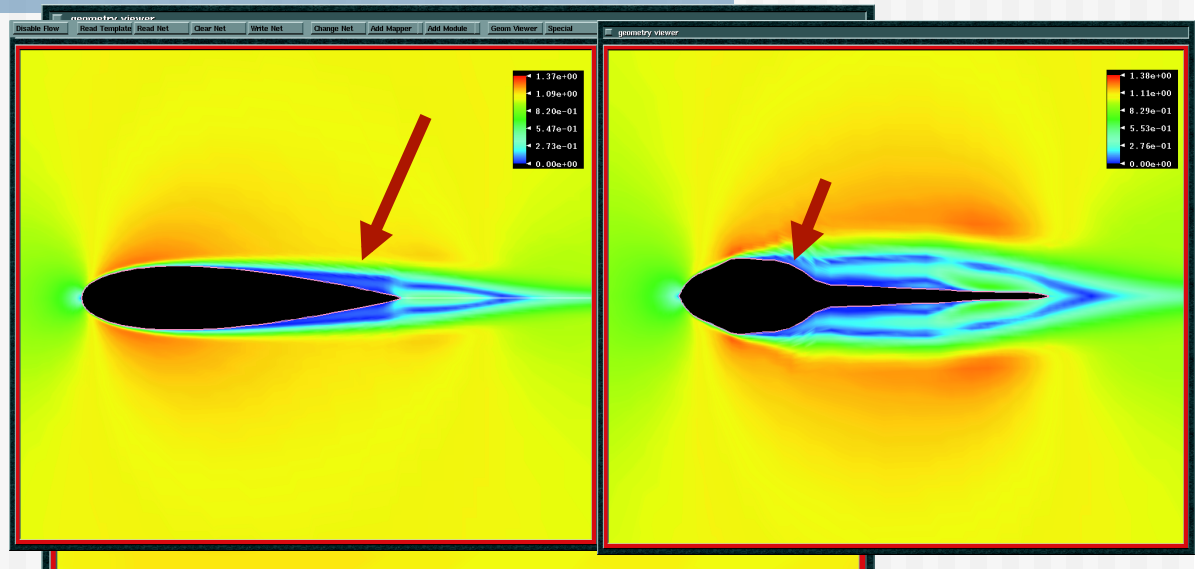 geometry viewer
Disable Flow Read Template Read Net Clear Net Write Net Change Net Add Mapper Add Module Geom Viewer Special
geometry viewer
1.37e+00
1.09e+00
8.20e-01
5.47e-01
2.73e-01
0.00e+00
1.38e+00
1.11e+00
8.29e-01
5.53e-01
2.76e-01
0.00e+00